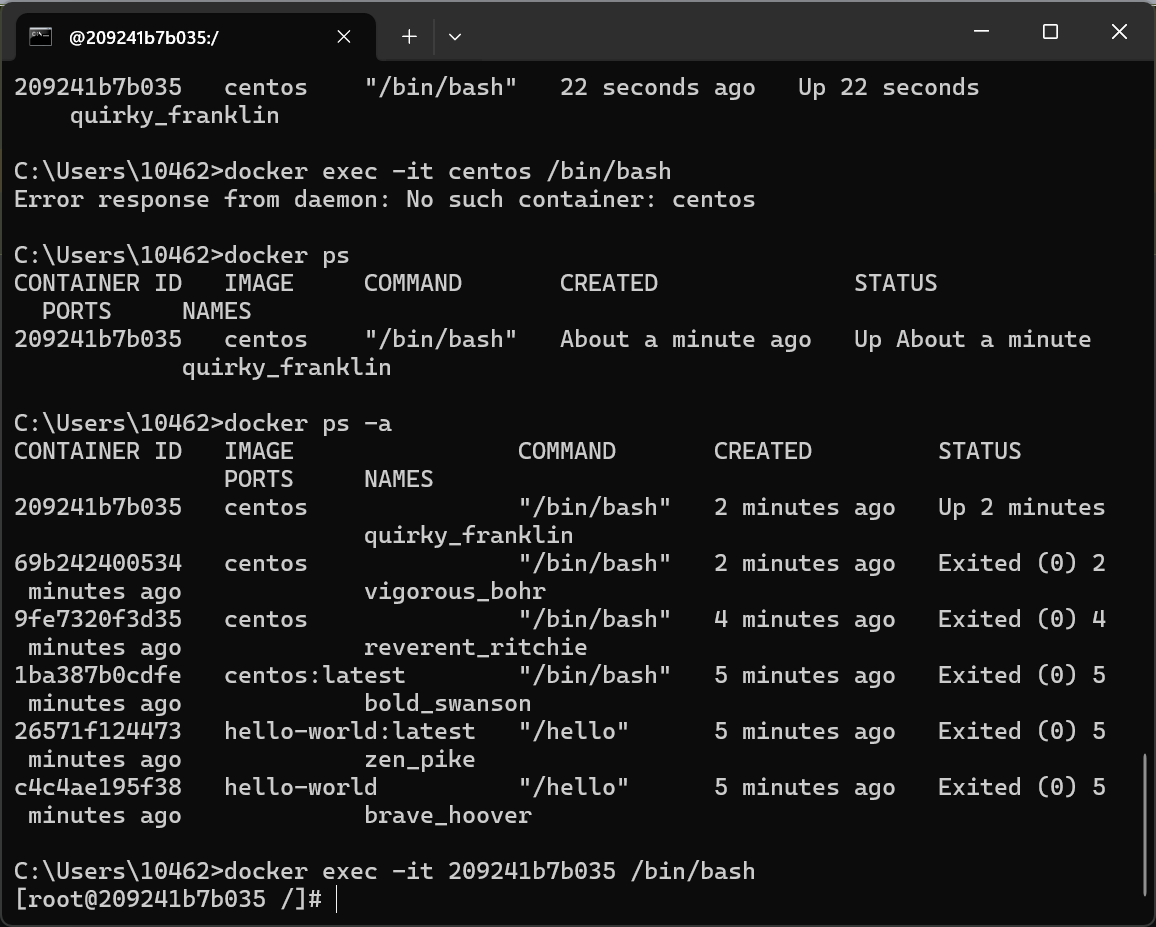 @209241b7b035:/
209241b7b035   centos    "/bin/bash"   22 seconds ago   Up 22 seconds
    quirky_franklin
C:\Users\10462>docker exec -it centos /bin/bash
Error response from daemon: No such container: centos
C:\Users\10462>docker ps
CONTAINER ID   IMAGE     COMMAND       CREATED              STATUS
  PORTS     NAMES
209241b7b035   centos    "/bin/bash"   About a minute ago   Up About a minute
            quirky_franklin
C:\Users\10462>docker ps -a
CONTAINER ID   IMAGE                COMMAND       CREATED         STATUS
               PORTS     NAMES
209241b7b035   centos               "/bin/bash"   2 minutes ago   Up 2 minutes
                         quirky_franklin
69b242400534   centos               "/bin/bash"   2 minutes ago   Exited (0) 2
 minutes ago             vigorous_bohr
9fe7320f3d35   centos               "/bin/bash"   4 minutes ago   Exited (0) 4
 minutes ago             reverent_ritchie
1ba387b0cdfe   centos:latest        "/bin/bash"   5 minutes ago   Exited (0) 5
 minutes ago             bold_swanson
26571f124473   hello-world:latest   "/hello"      5 minutes ago   Exited (0) 5
 minutes ago             zen_pike
c4c4ae195f38   hello-world          "/hello"      5 minutes ago   Exited (0) 5
 minutes ago             brave_hoover
C:\Users\10462>docker exec -it 209241b7b035 /bin/bash
[root@209241b7b035 /]#